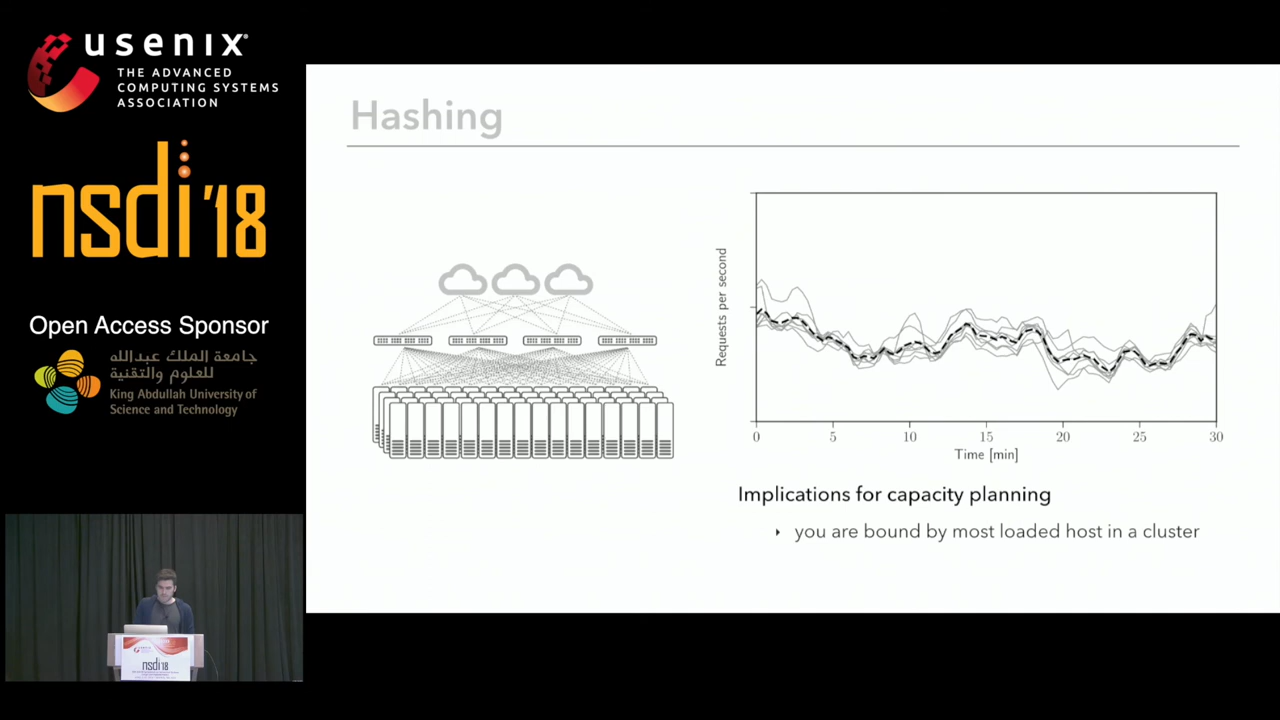 usenix
THE ADVANCED
COMPUTING SYSTEMS
ASSOCIATION
nsdi '18
Open Access Sponsor
جامعة الملك عبدالله
للعلوم والتقنية
King Abdullah University of
Science and Technology
Hashing
Requests per second
0 5 10 15 20 25 30
Time [min]
Implications for capacity planning
‣ you are bound by most loaded host in a cluster
usenix
nsdi'18